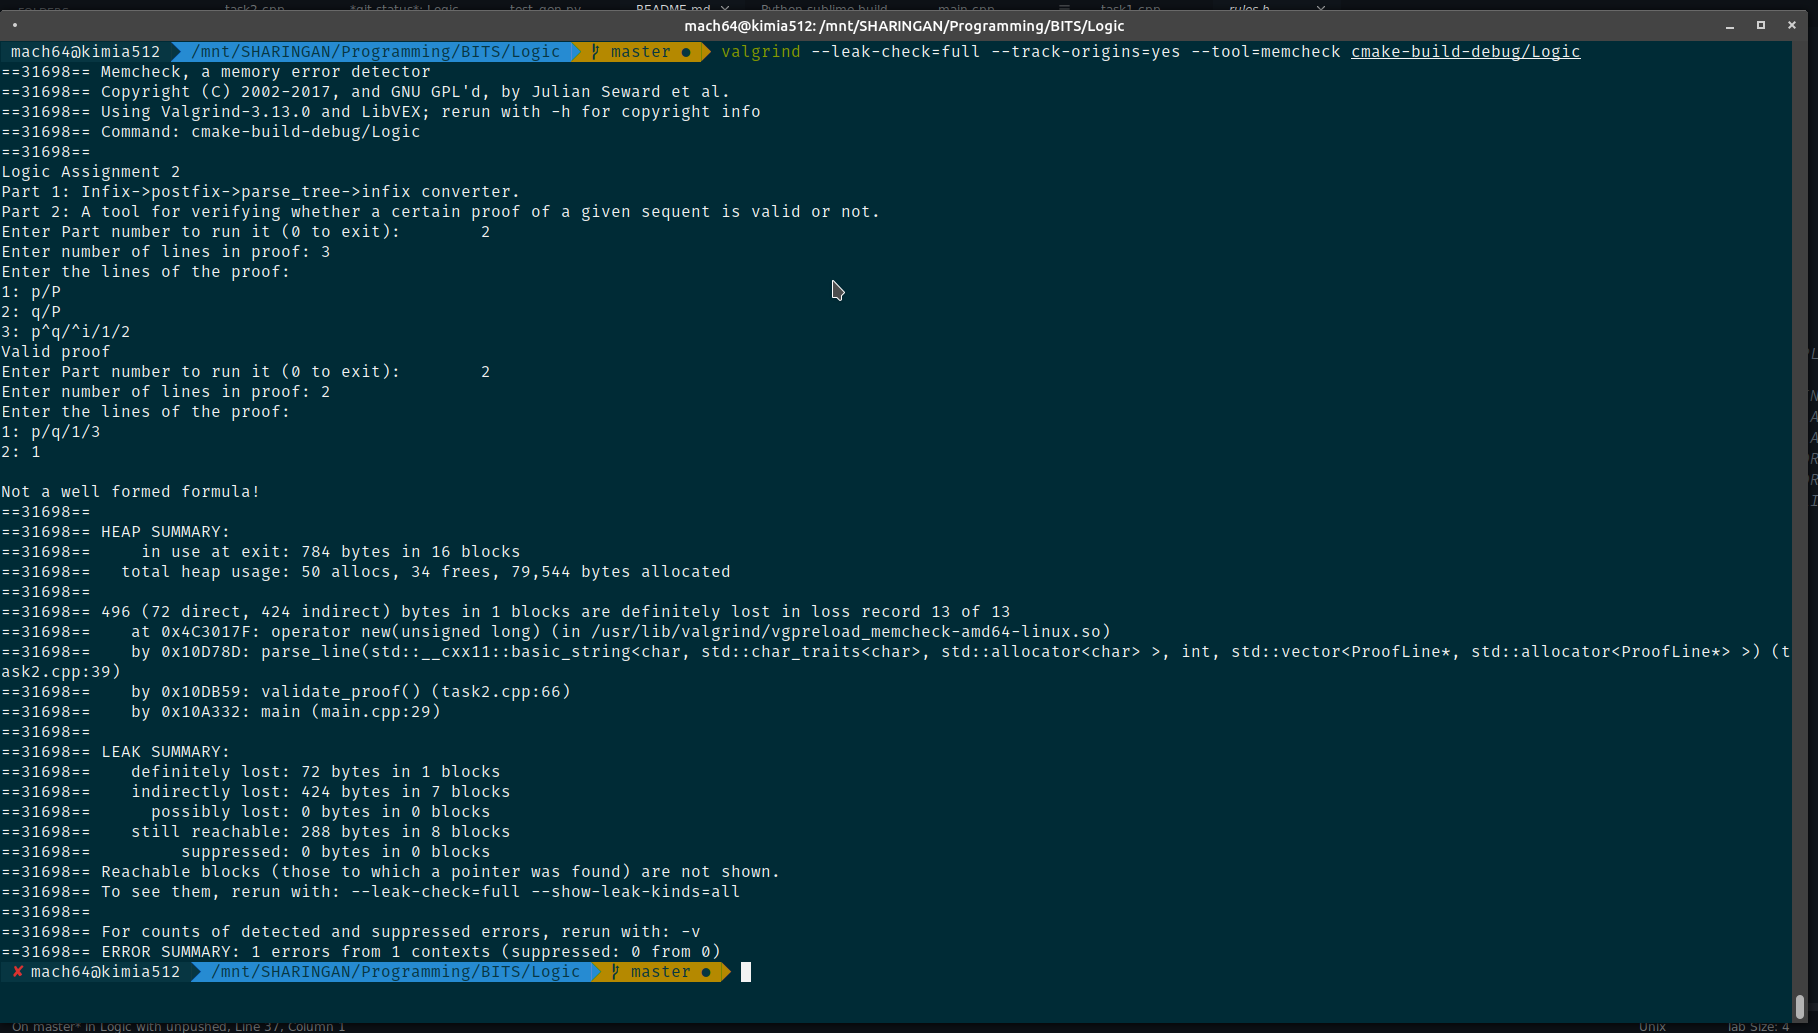 task2.cpp *git status*: Logic test_gen.py README.md Python sublime build main.cpp task1.cpp rules.h
mach64@kimia512: /mnt/SHARINGAN/Programming/BITS/Logic
mach64@kimia512 /mnt/SHARINGAN/Programming/BITS/Logic master ● valgrind --leak-check=full --track-origins=yes --tool=memcheck cmake-build-debug/Logic
==31698== Memcheck, a memory error detector
==31698== Copyright (C) 2002-2017, and GNU GPL'd, by Julian Seward et al.
==31698== Using Valgrind-3.13.0 and LibVEX; rerun with -h for copyright info
==31698== Command: cmake-build-debug/Logic
==31698==
Logic Assignment 2
Part 1: Infix->postfix->parse_tree->infix converter.
Part 2: A tool for verifying whether a certain proof of a given sequent is valid or not.
Enter Part number to run it (0 to exit): 2
Enter number of lines in proof: 3
Enter the lines of the proof:
1: p/P
2: q/P
3: p^q/^i/1/2
Valid proof
Enter Part number to run it (0 to exit): 2
Enter number of lines in proof: 2
Enter the lines of the proof:
1: p/q/1/3
2: 1
Not a well formed formula!
==31698==
==31698== HEAP SUMMARY:
==31698==     in use at exit: 784 bytes in 16 blocks
==31698==   total heap usage: 50 allocs, 34 frees, 79,544 bytes allocated
==31698==
==31698== 496 (72 direct, 424 indirect) bytes in 1 blocks are definitely lost in loss record 13 of 13
==31698==    at 0x4C3017F: operator new(unsigned long) (in /usr/lib/valgrind/vgpreload_memcheck-amd64-linux.so)
==31698==    by 0x10D78D: parse_line(std::__cxx11::basic_string<char, std::char_traits<char>, std::allocator<char> >, int, std::vector<ProofLine*, std::allocator<ProofLine*> >) (t
ask2.cpp:39)
==31698==    by 0x10DB59: validate_proof() (task2.cpp:66)
==31698==    by 0x10A332: main (main.cpp:29)
==31698==
==31698== LEAK SUMMARY:
==31698==    definitely lost: 72 bytes in 1 blocks
==31698==    indirectly lost: 424 bytes in 7 blocks
==31698==      possibly lost: 0 bytes in 0 blocks
==31698==    still reachable: 288 bytes in 8 blocks
==31698==         suppressed: 0 bytes in 0 blocks
==31698== Reachable blocks (those to which a pointer was found) are not shown.
==31698== To see them, rerun with: --leak-check=full --show-leak-kinds=all
==31698==
==31698== For counts of detected and suppressed errors, rerun with: -v
==31698== ERROR SUMMARY: 1 errors from 1 contexts (suppressed: 0 from 0)
✘ mach64@kimia512 /mnt/SHARINGAN/Programming/BITS/Logic master ●
On master* in Logic with unpushed, Line 37, Column 1 Unix Tab Size: 4